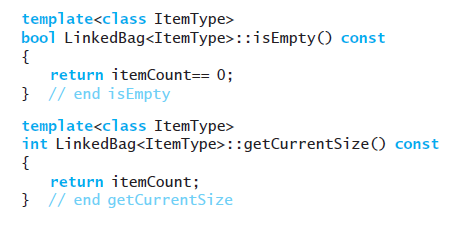 template<class ItemType>
bool LinkedBag<ItemType>::isEmpty() const
{
   return itemCount== 0;
}  // end isEmpty
template<class ItemType>
int LinkedBag<ItemType>::getCurrentSize() const
{
   return itemCount;
}  // end getCurrentSize